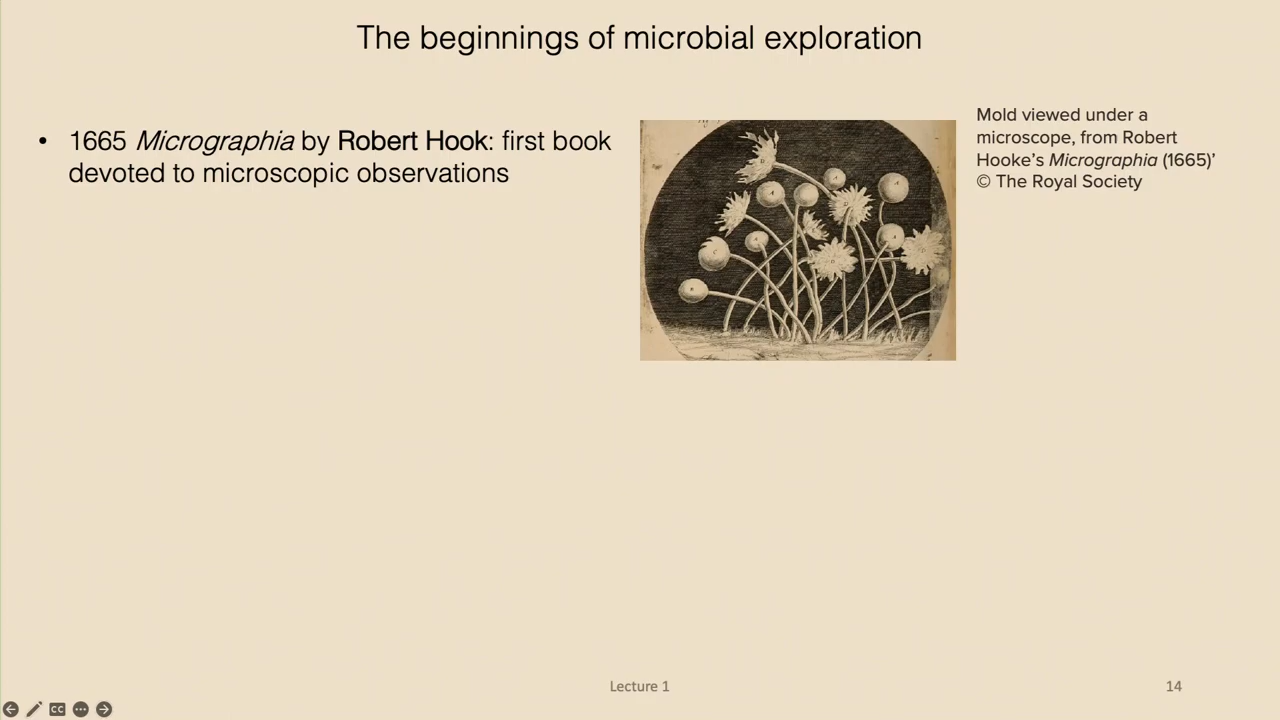 The beginnings of microbial exploration
• 1665 Micrographia by Robert Hook: first book
devoted to microscopic observations
Mold viewed under a
microscope, from Robert
Hooke’s Micrographia (1665)’
© The Royal Society
Lecture 1
14
CC